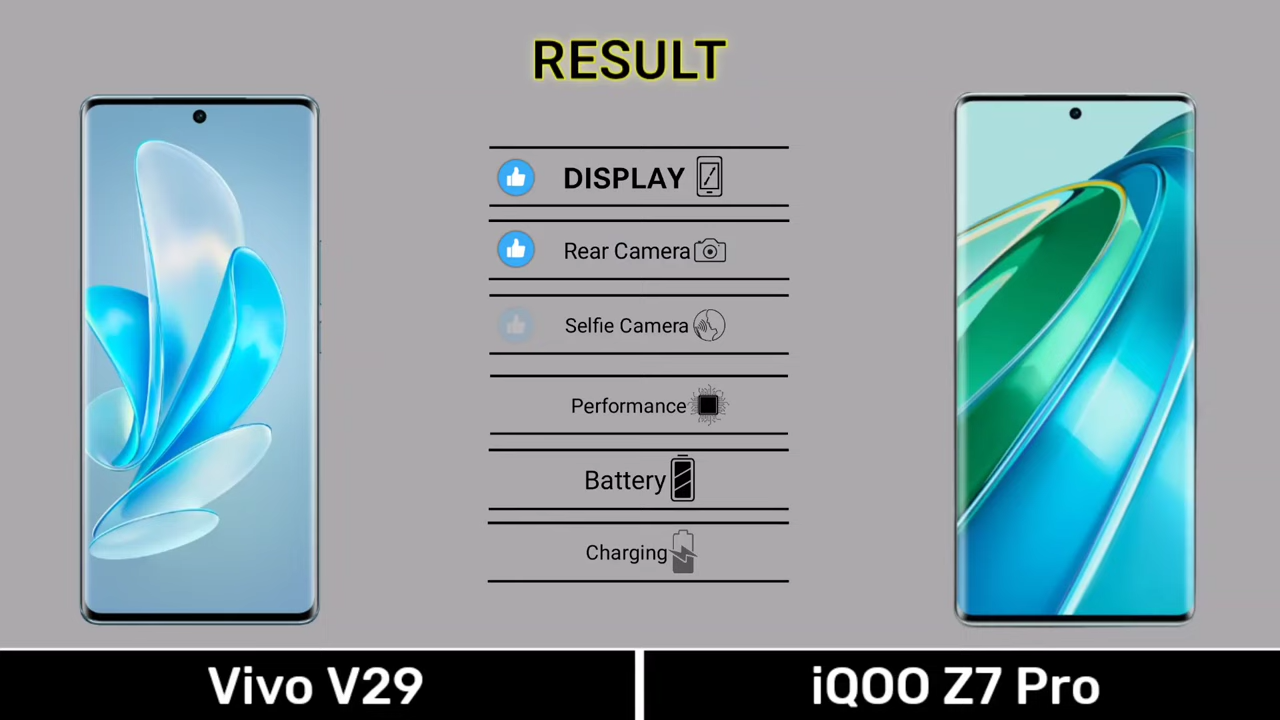 RESULT
DISPLAY
Rear Camera
Selfie Camera
Performance
Battery
Charging
Vivo V29
iQOO Z7 Pro